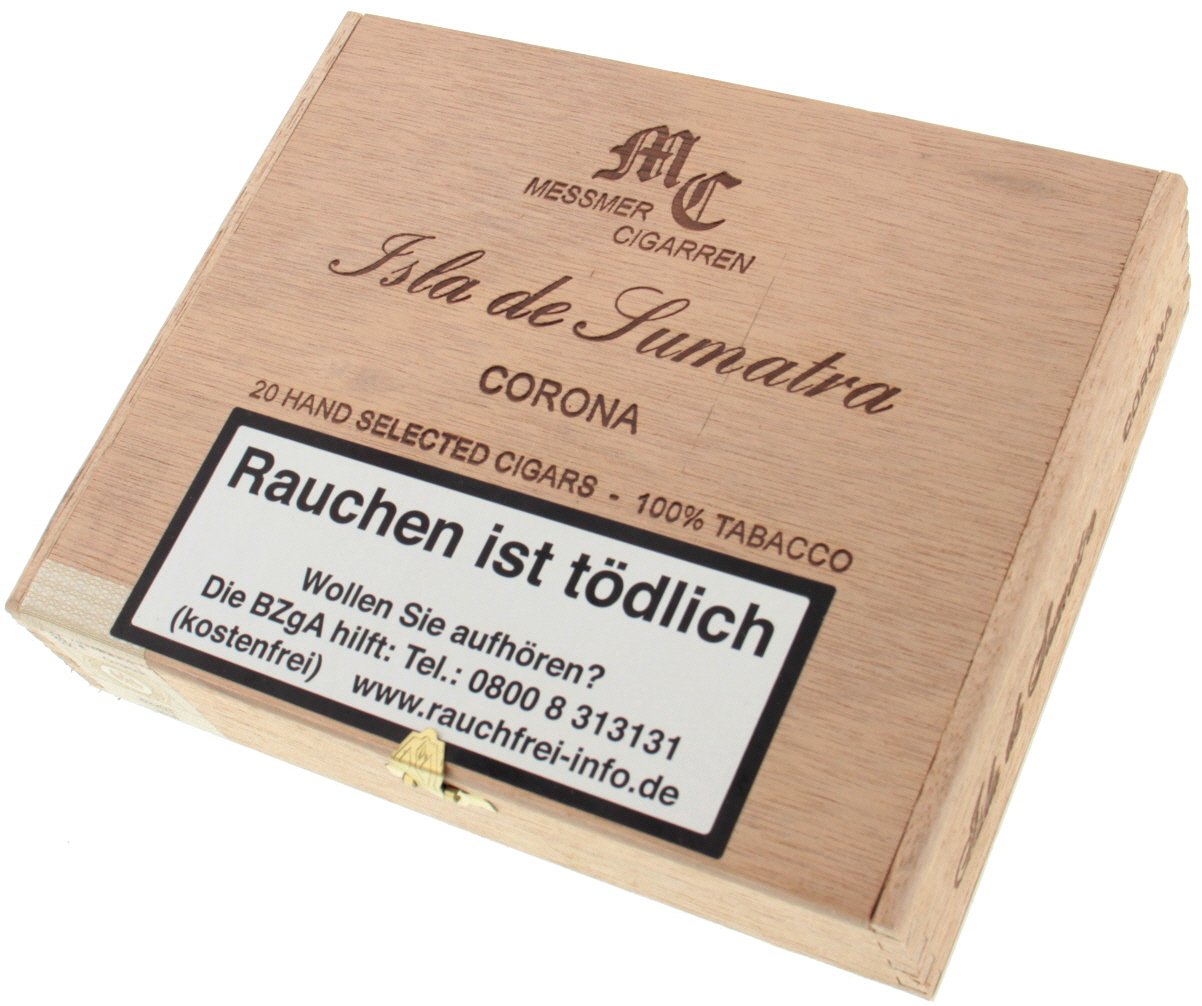 MC
MESSMER
CIGARREN
Isla de Sumatra
CORONA
20 HAND SELECTED CIGARS - 100% TABACCO
Rauchen ist tödlich
Wollen Sie aufhören?
Die BZgA hilft: Tel.: 0800 8 313131
(kostenfrei) www.rauchfrei-info.de
CORONA